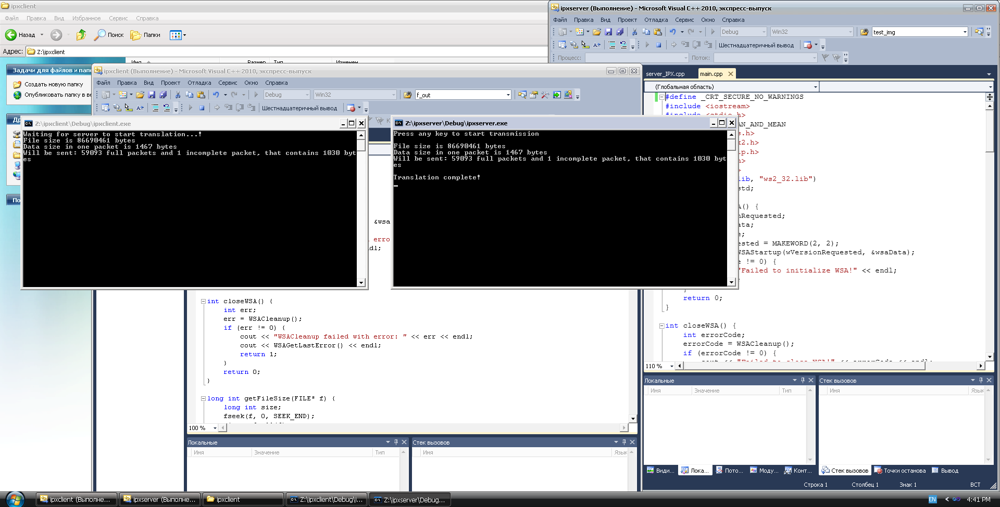 ipxclient
Файл Правка Вид Избранное Сервис Справка
Назад Поиск Папки
Адрес: Z:\ipxclient
Имя Размер Тип Изменен
Задачи для файлов и
Создать новую папку
Опубликовать папку в
ipxclient (Выполнение) - Microsoft Visual C++ 2010, экспресс-выпуск
Файл Правка Вид Проект Отладка Сервис Окно Справка
Debug Win32 f_out
Шестнадцатеричный вывод
Z:\ipxclient\Debug\ipxclient.exe
Waiting for server to start translation...!
File size is 86690461 bytes
Data size in one packet is 1467 bytes
Will be sent: 59093 full packets and 1 incomplete packet, that contains 1030 byt
es
&wsa
erro
dl;
int closeWSA() {
int err;
err = WSACleanup();
if (err != 0) {
cout << "WSACleanup failed with error: " << err << endl;
cout << WSAGetLastError() << endl;
return 1;
}
return 0;
}
long int getFileSize(FILE* f) {
long int size;
fseek(f, 0, SEEK_END);
100 %
Локальные
Имя Значение Тип
Стек вызовов
Имя Язык
Z:\ipxserver\Debug\ipxserver.exe
Press any key to start transmission
File size is 86690461 bytes
Data size in one packet is 1467 bytes
Will be sent: 59093 full packets and 1 incomplete packet, that contains 1030 byt
es
Translation complete!
ipxserver (Выполнение) - Microsoft Visual C++ 2010, экспресс-выпуск
Файл Правка Вид Проект Отладка Сервис Окно Справка
Debug Win32 test_img
Шестнадцатеричный вывод
Процесс: Поток:
server_IPX.cpp main.cpp
(Глобальная область)
#define _CRT_SECURE_NO_WARNINGS
#include <iostream>
#include <stdio.h>
AN_AND_MEAN
s.h>
k2.h>
p.h>
h>
>
lib, "ws2_32.lib")
std;
A() {
nRequested;
ata;
e;
ested = MAKEWORD(2, 2);
WSAStartup(wVersionRequested, &wsaData);
e != 0) {
"Failed to initialize WSA!" << endl;
;
}
return 0;
}
int closeWSA() {
int errorCode;
errorCode = WSACleanup();
if (errorCode != 0) {
cout << "Failed to close WSA!" << errorCode << endl;
110 %
Локальные
Имя Значение Тип
Стек вызовов
Имя Язык
Види... Лока... Пото... Моду... Конт...
Стек вызовов Точки останова Вывод
Строка 1 Столбец 1 Знак 1 ВСТ
ipxclient (Выполне... ipxserver (Выполне... ipxclient Z:\ipxclient\Debug\i... Z:\ipxserver\Debug... EN 4:41 PM